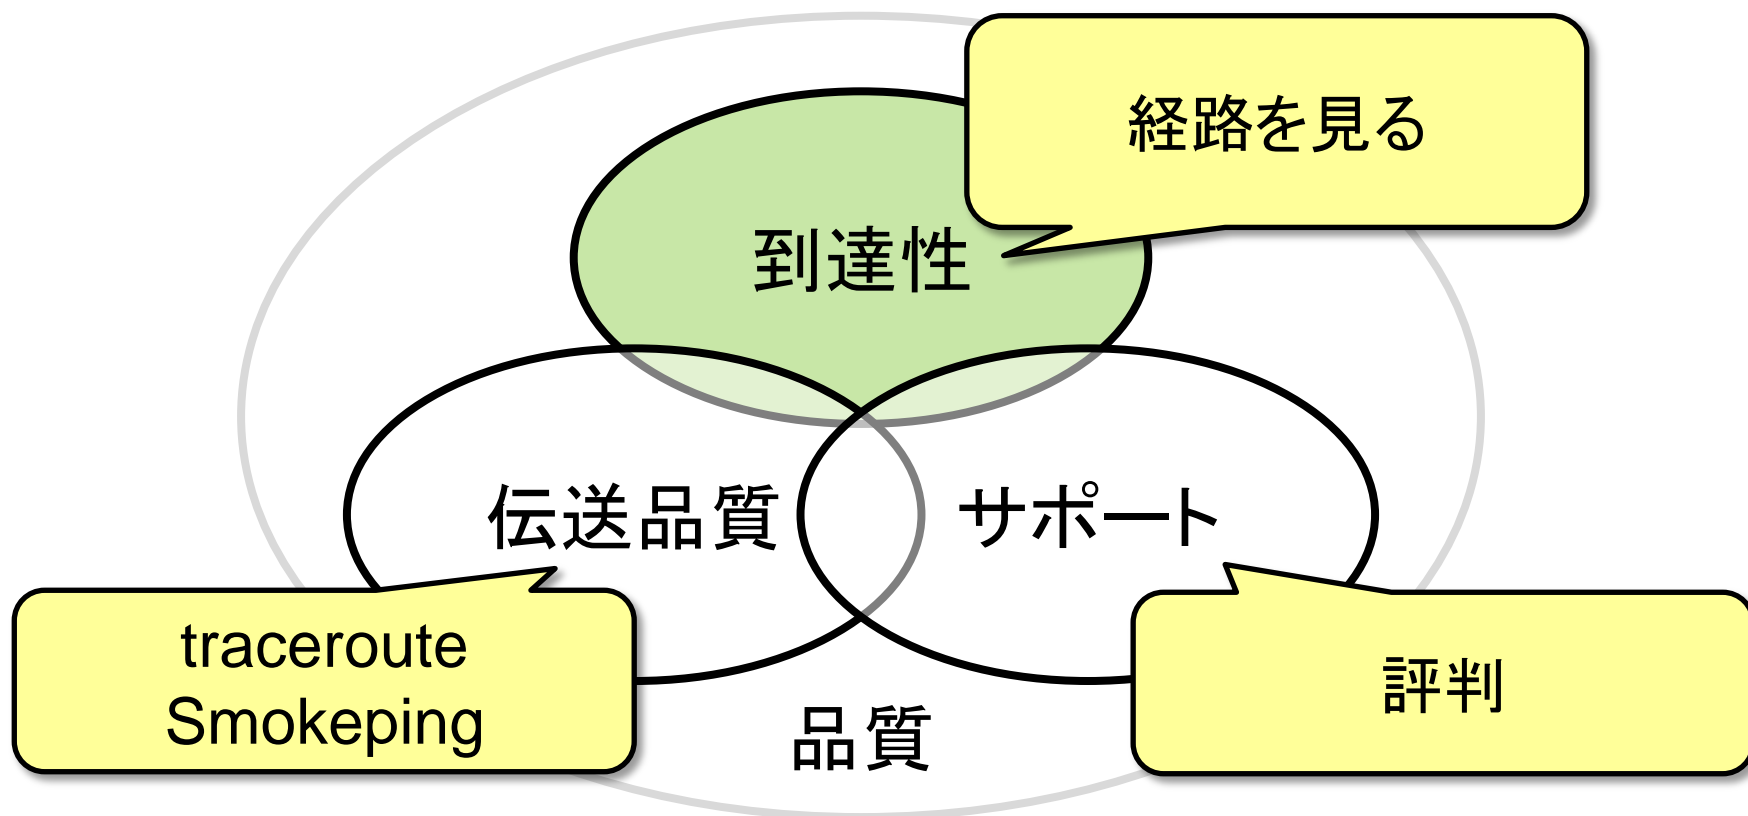 経路を見る
到達性
伝送品質
サポート
traceroute
Smokeping
評判
品質